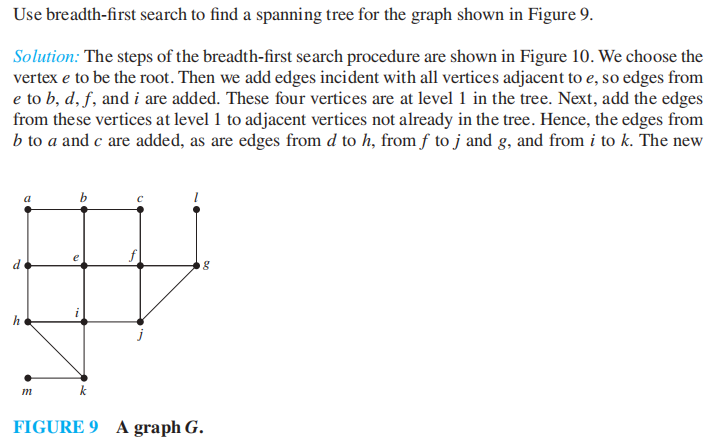 Use breadth-first search to find a spanning tree for the graph shown in Figure 9.
Solution: The steps of the breadth-first search procedure are shown in Figure 10. We choose the
vertex e to be the root. Then we add edges incident with all vertices adjacent to e, so edges from
e to b, d, f, and i are added. These four vertices are at level 1 in the tree. Next, add the edges
from these vertices at level 1 to adjacent vertices not already in the tree. Hence, the edges from
b to a and c are added, as are edges from d to h, from f to j and g, and from i to k. The new
a b c l
d e f g
h i j
m k
FIGURE 9 A graph G.